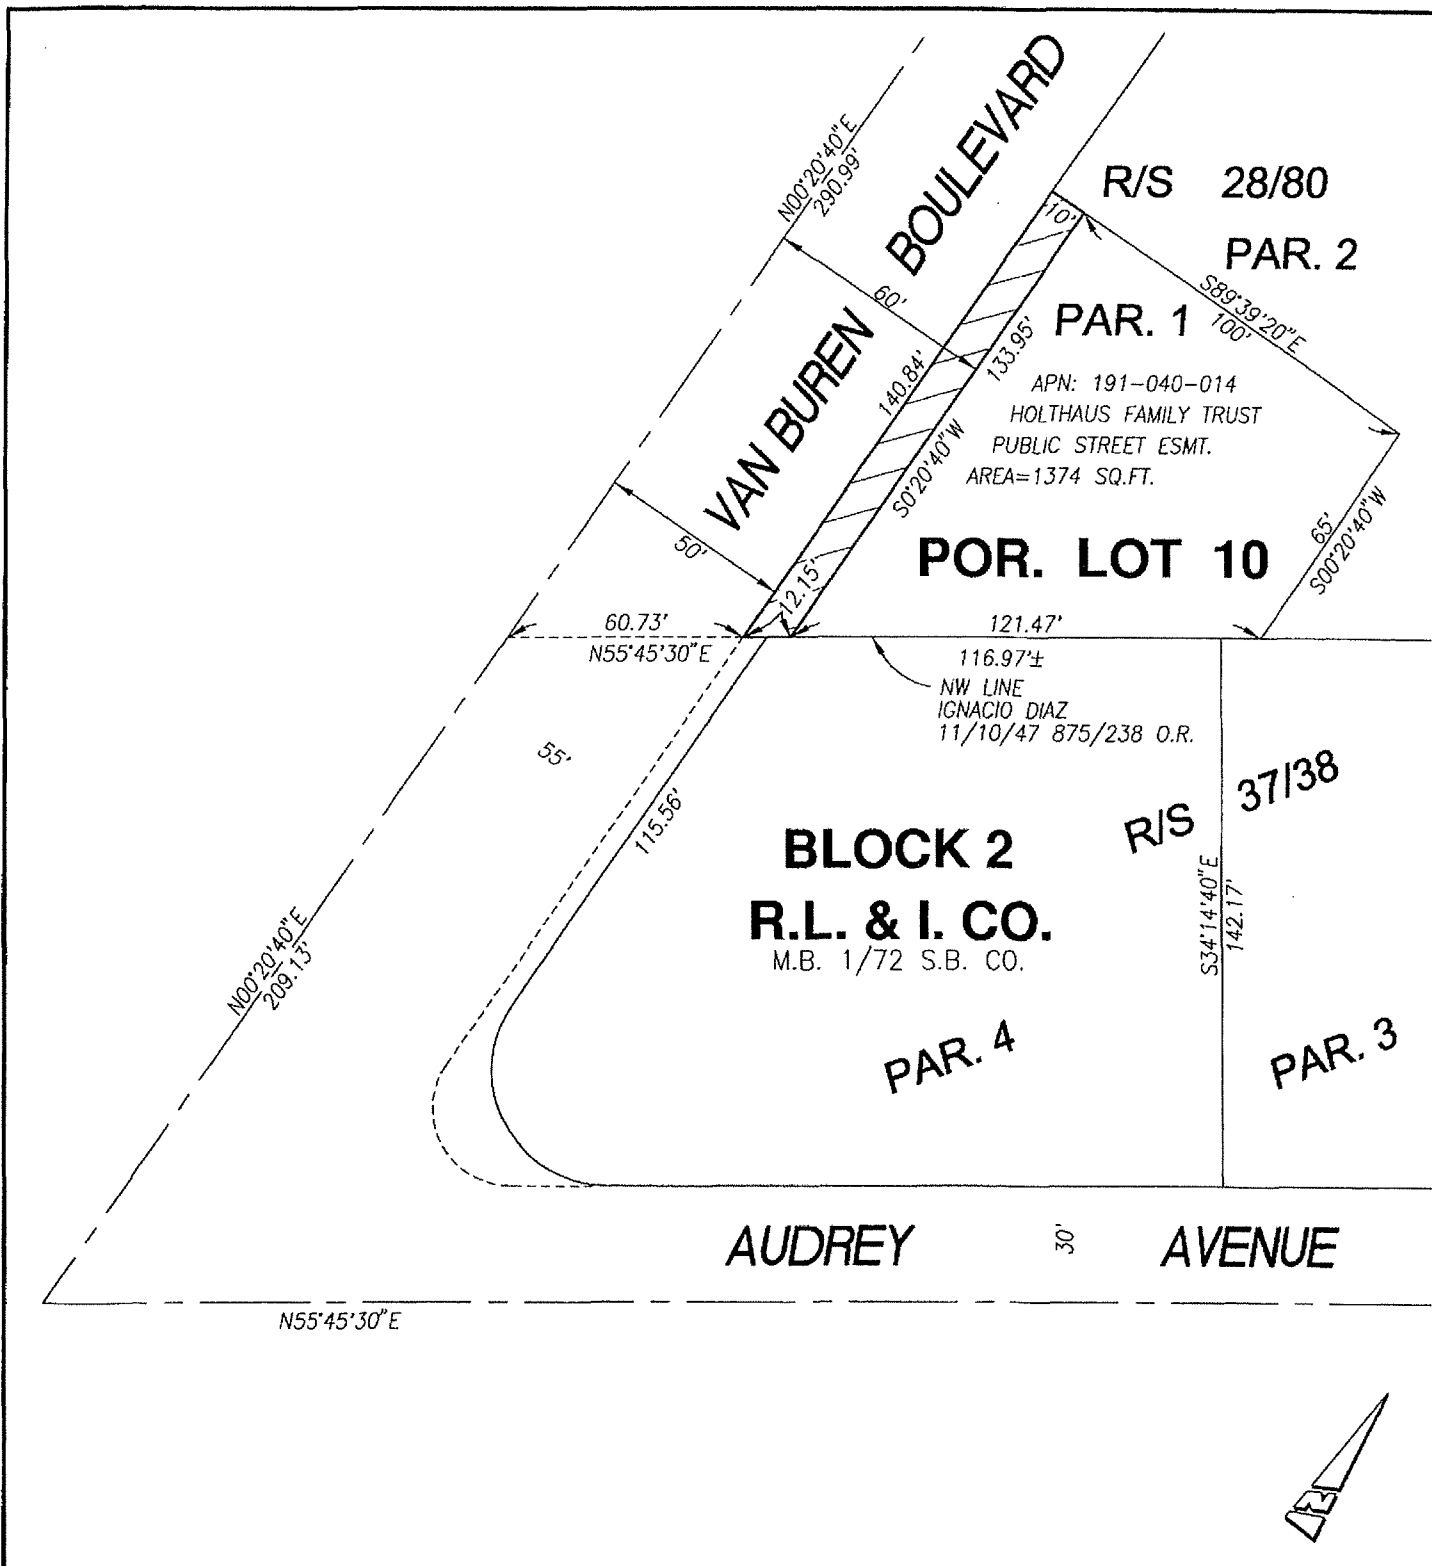 N00°20'40"E
290.99'
VAN BUREN BOULEVARD
R/S 28/80
PAR. 2
10'
60'
S89°39'20"E
100'
PAR. 1
133.95'
140.84'
APN: 191-040-014
HOLTHAUS FAMILY TRUST
PUBLIC STREET ESMT.
AREA=1374 SQ.FT.
S0°20'40"W
65'
S00°20'40"W
50'
12.15'
POR. LOT 10
60.73'
N55°45'30"E
121.47'
116.97'±
NW LINE
IGNACIO DIAZ
11/10/47 875/238 O.R.
55'
115.56'
R/S 37/38
BLOCK 2
R.L. & I. CO.
M.B. 1/72 S.B. CO.
S34°14'40"E
142.17'
N00°20'40"E
209.13'
PAR. 4
PAR. 3
AUDREY AVENUE
30'
N55°45'30"E
N